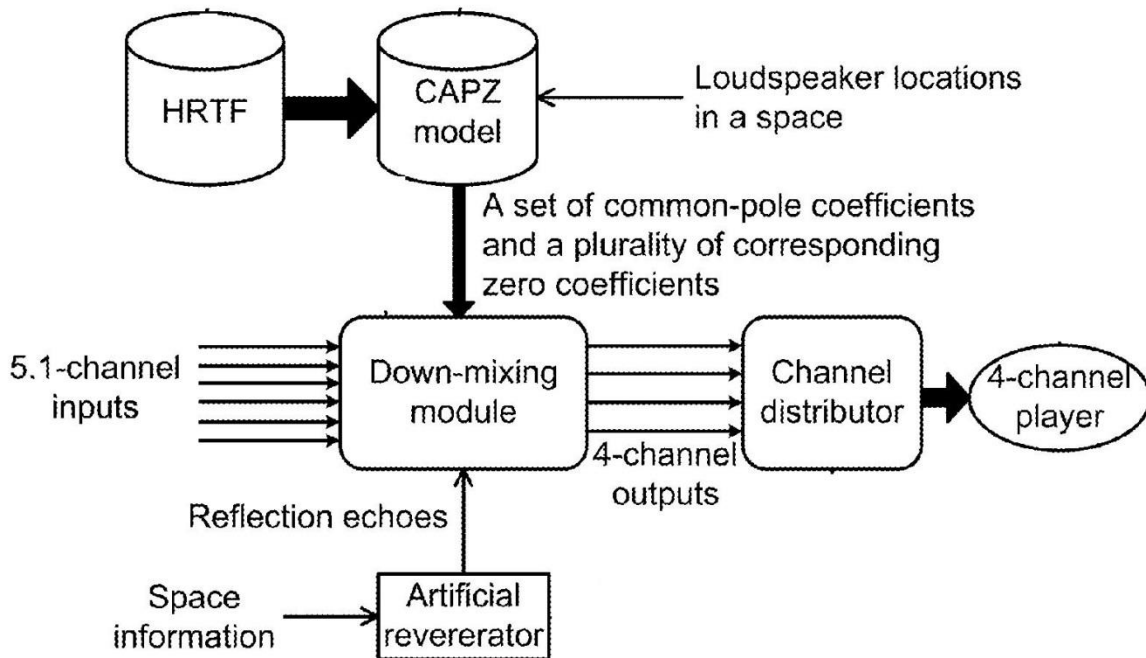 HRTF
CAPZ
model
Loudspeaker locations
in a space
A set of common-pole coefficients
and a plurality of corresponding
zero coefficients
5.1-channel
inputs
Down-mixing
module
Channel
distributor
4-channel
player
4-channel
outputs
Reflection echoes
Space
information
Artificial
revererator